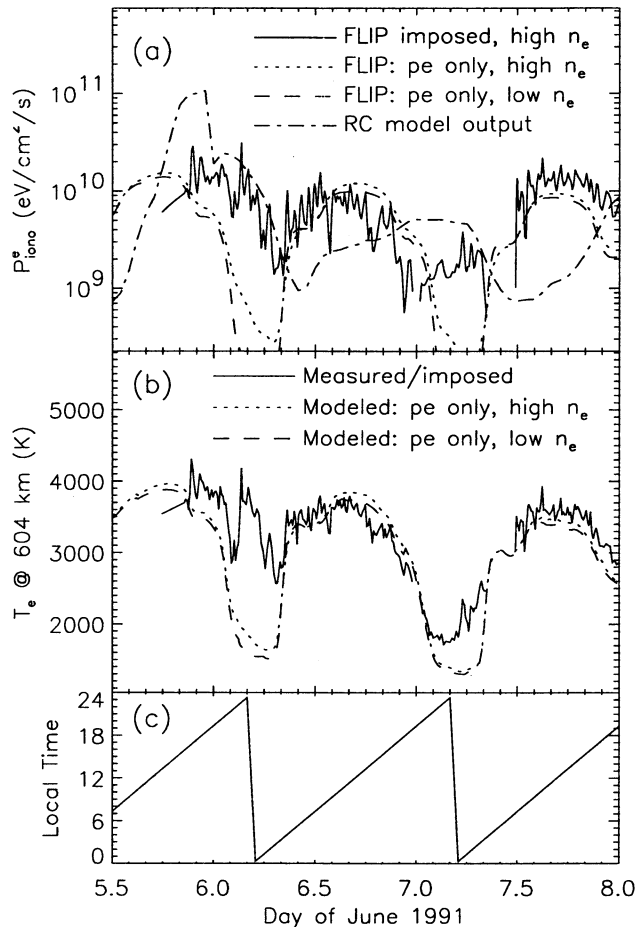 (a)
FLIP imposed, high n_e
FLIP: pe only, high n_e
FLIP: pe only, low n_e
RC model output
P^e_iono (eV/cm²/s)
10^11
10^10
10^9
(b)
Measured/imposed
Modeled: pe only, high n_e
Modeled: pe only, low n_e
T_e @ 604 km (K)
5000
4000
3000
2000
(c)
Local Time
24
18
12
6
0
5.5 6.0 6.5 7.0 7.5 8.0
Day of June 1991